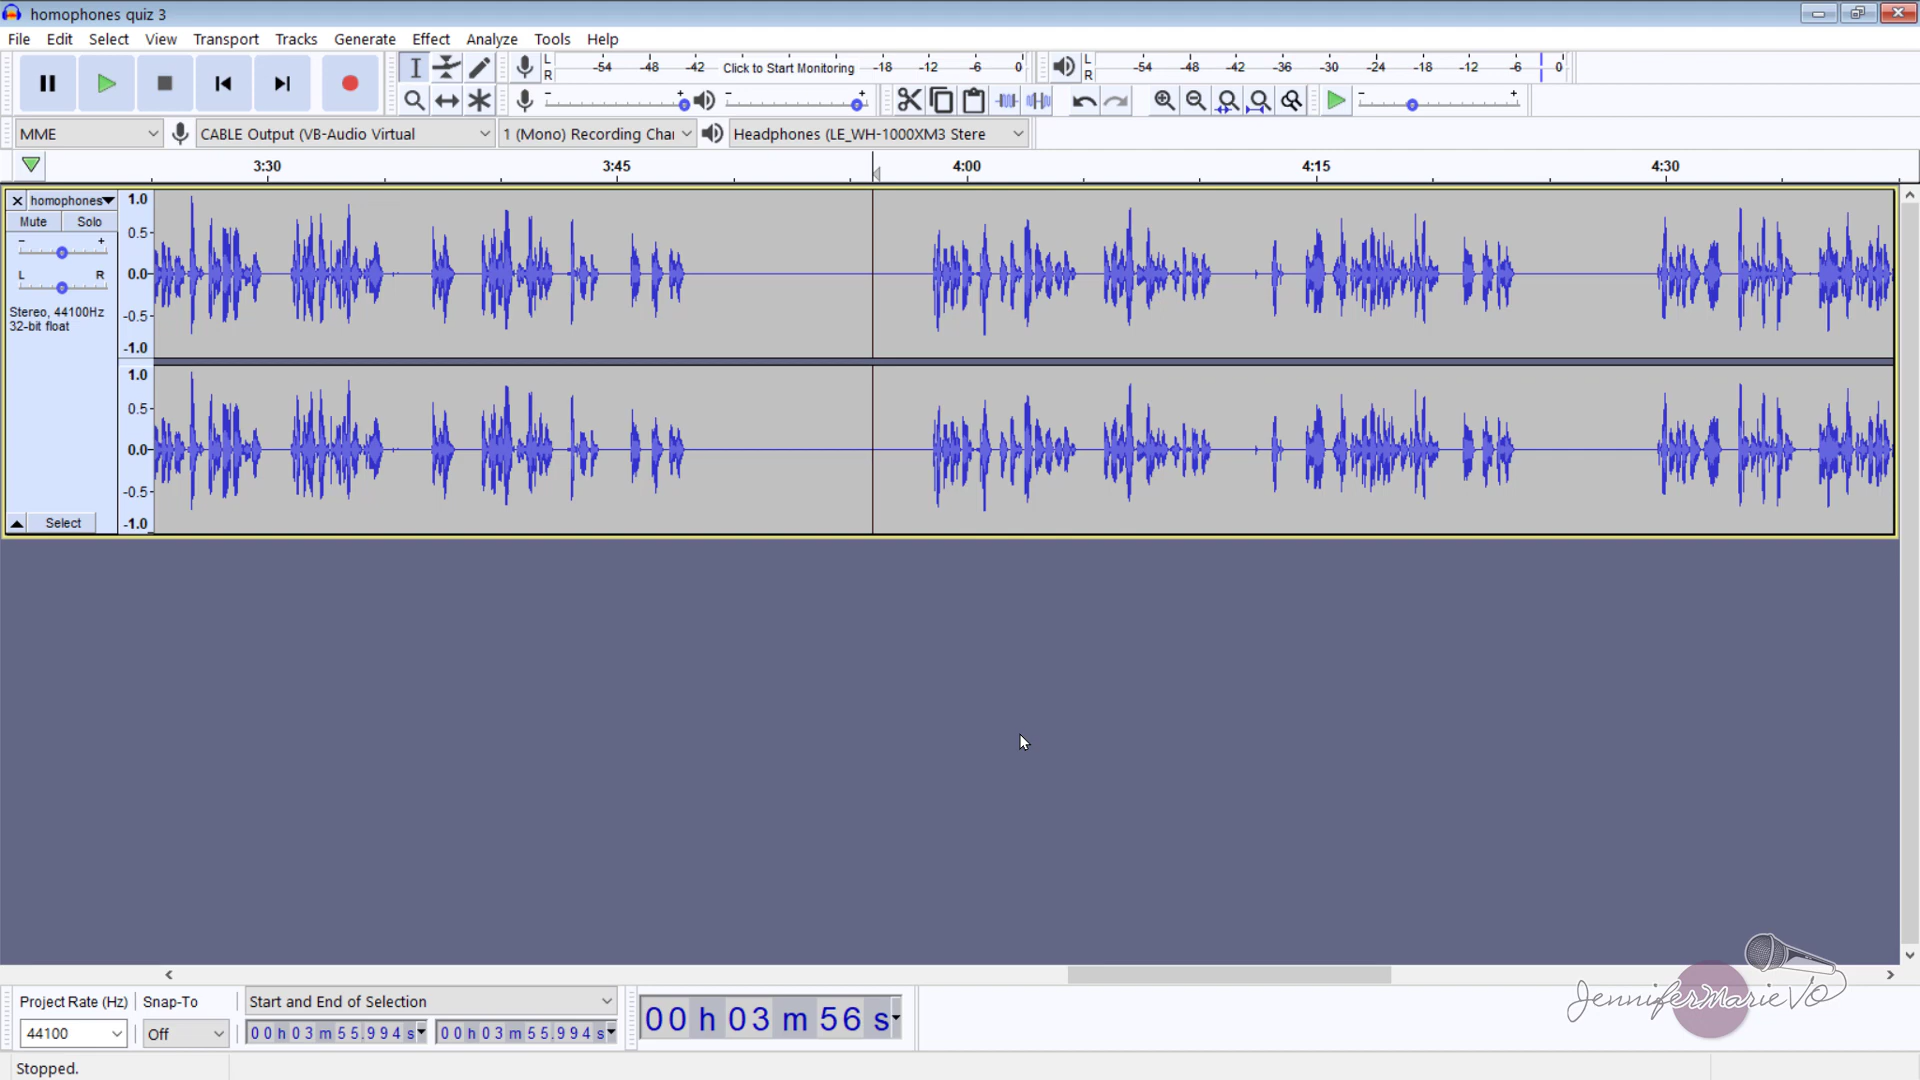 homophones quiz 3
File Edit Select View Transport Tracks Generate Effect Analyze Tools Help
L R -54 -48 -42 Click to Start Monitoring -18 -12 -6 0
L R -54 -48 -42 -36 -30 -24 -18 -12 -6 0
- + - + - +
MME CABLE Output (VB-Audio Virtual 1 (Mono) Recording Char Headphones (LE_WH-1000XM3 Stere
3:30 3:45 4:00 4:15 4:30
homophones
Mute Solo
- +
L R
Stereo, 44100Hz
32-bit float
Select
1.0
0.5
0.0
-0.5
-1.0
1.0
0.5
0.0
-0.5
-1.0
Project Rate (Hz) Snap-To Start and End of Selection
44100 Off 00 h 03 m 55.994 s 00 h 03 m 55.994 s
00 h 03 m 56 s
JenniferMarieVO
Stopped.